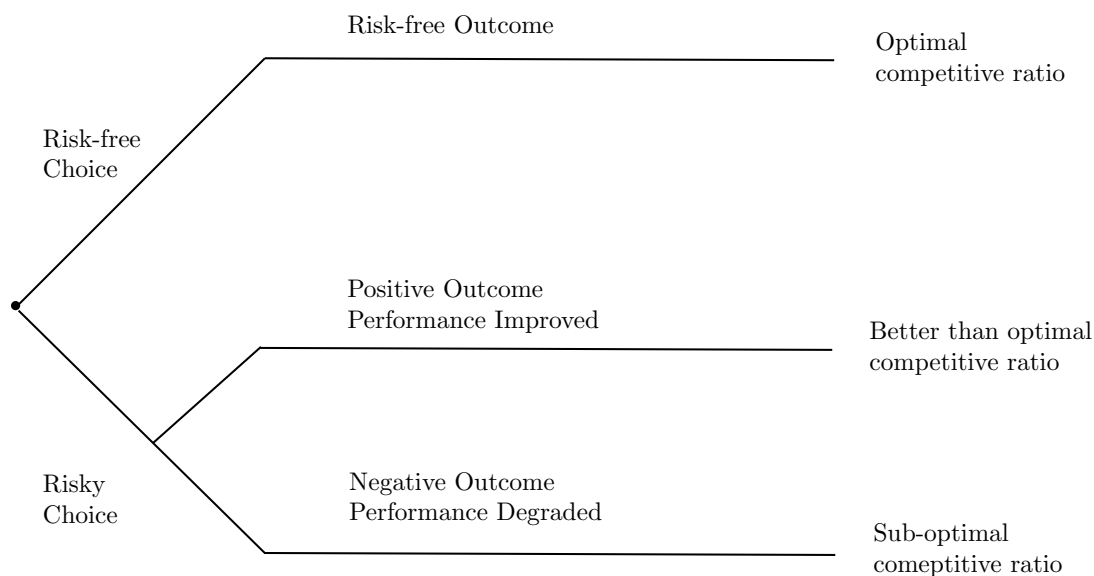 Risk-free Outcome
Optimal
competitive ratio
Risk-free
Choice
Positive Outcome
Performance Improved
Better than optimal
competitive ratio
Risky
Choice
Negative Outcome
Performance Degraded
Sub-optimal
comeptitive ratio